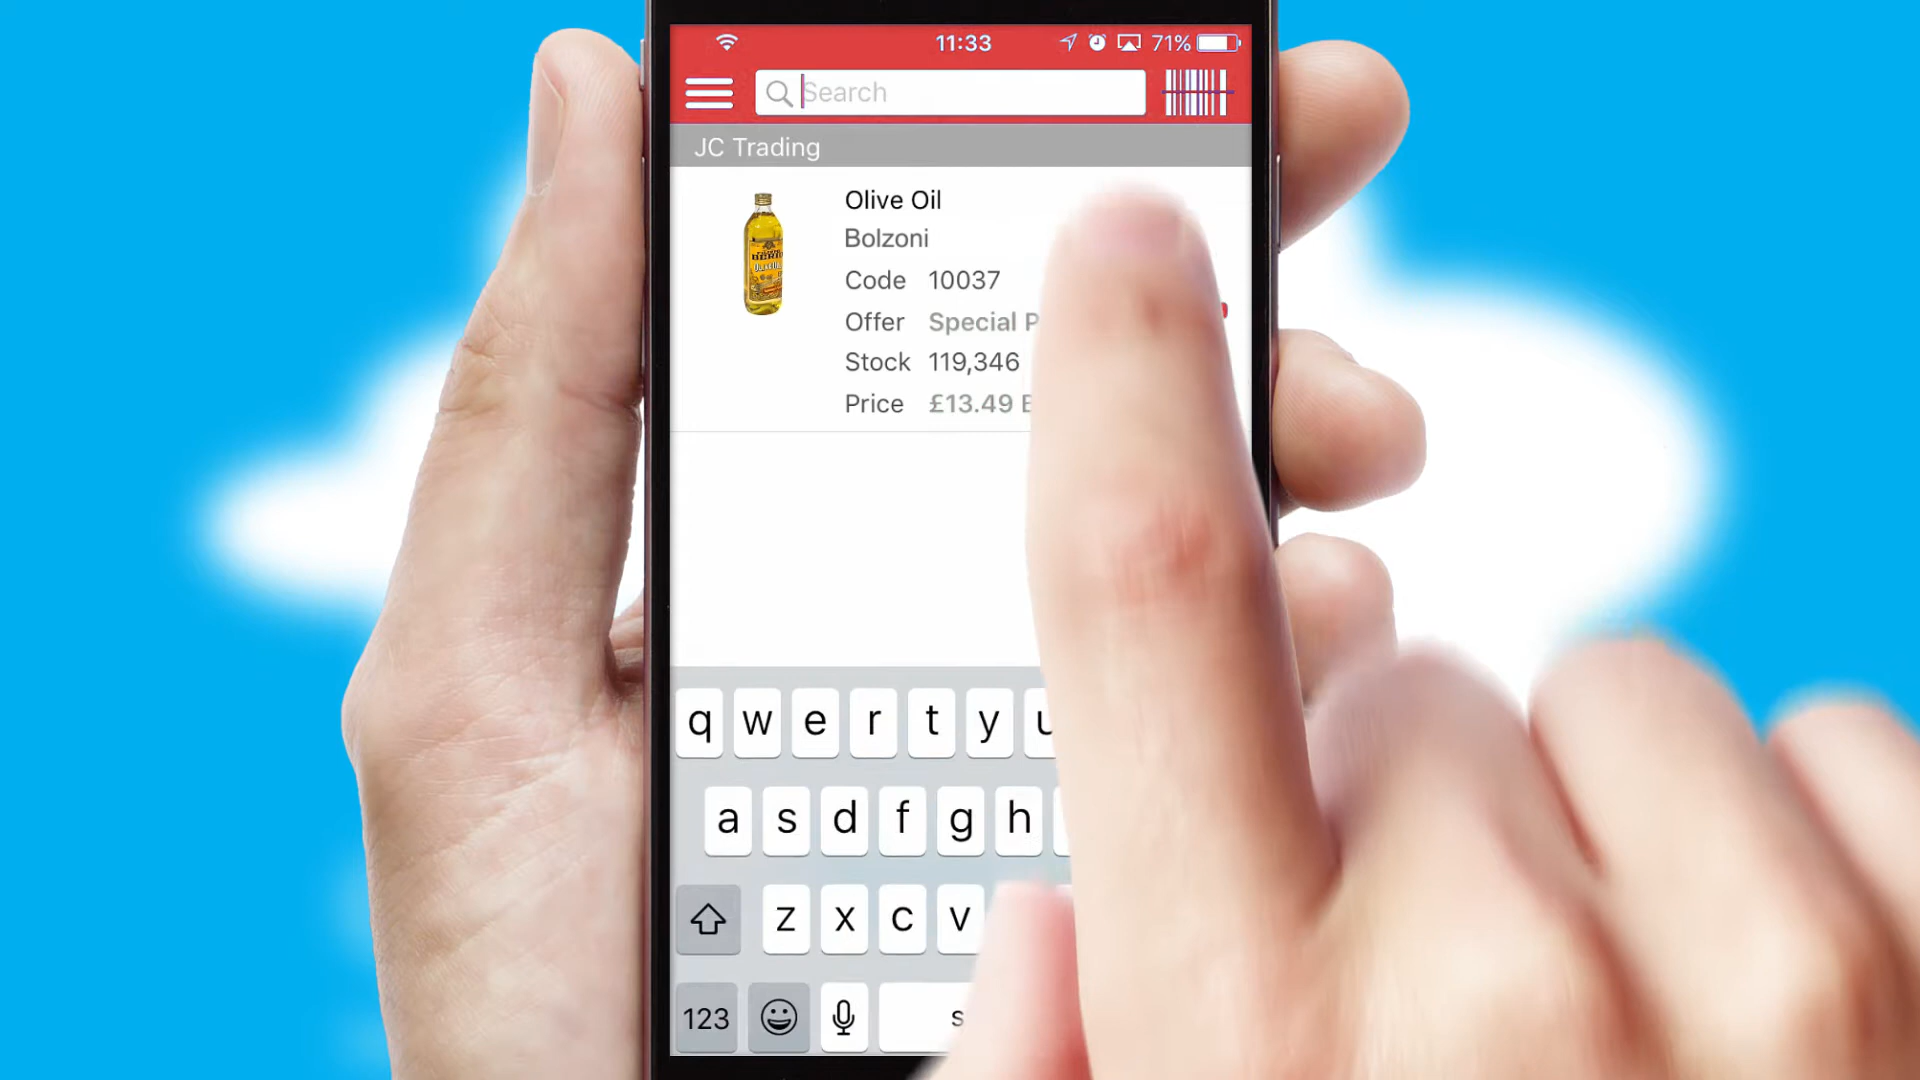 11:33
71%
Search
JC Trading
Olive Oil
Bolzoni
Code 10037
Offer Special P
Stock 119,346
Price £13.49 E
q w e r t y u
a s d f g h
z x c v
123 s